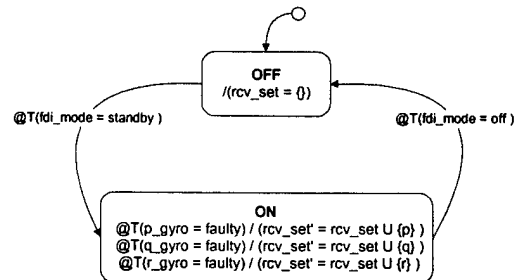 OFF
/(rcv_set = {})
@T(fdi_mode = standby )
@T(fdi_mode = off )
ON
@T(p_gyro = faulty) / (rcv_set' = rcv_set U {p} )
@T(q_gyro = faulty) / (rcv_set' = rcv_set U {q} )
@T(r_gyro = faulty) / (rcv_set' = rcv_set U {r} )